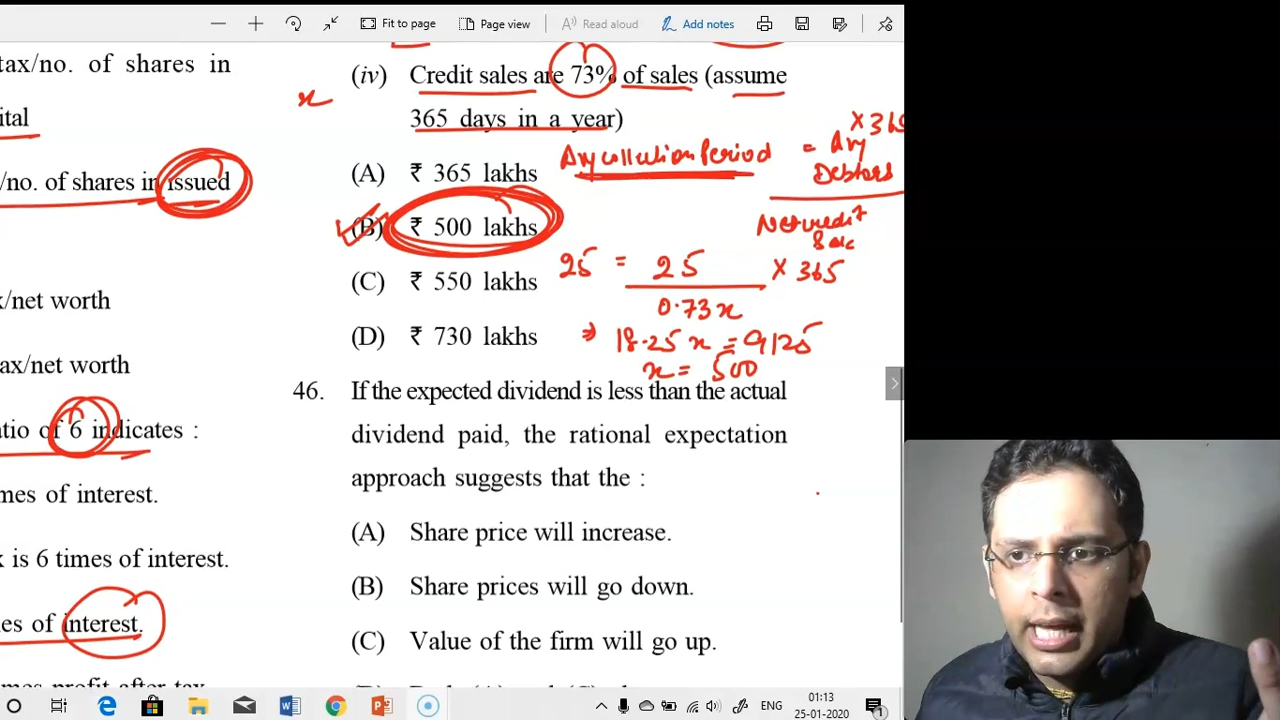 Fit to page
Page view
Read aloud
Add notes
tax/no. of shares in
ital
/no. of shares in issued
x/net worth
ax/net worth
atio of 6 indicates :
mes of interest.
x is 6 times of interest.
es of interest.
mes profit after tax
(iv) Credit sales are 73% of sales (assume
365 days in a year)
x
(A) ₹ 365 lakhs
(B) ₹ 500 lakhs
(C) ₹ 550 lakhs
(D) ₹ 730 lakhs
Avg collection Period = Avg Debtors × 365
Net credit
25 = 25 × 365
0.73x
⇒ 18.25 x = 9125
x = 500
46. If the expected dividend is less than the actual
dividend paid, the rational expectation
approach suggests that the :
(A) Share price will increase.
(B) Share prices will go down.
(C) Value of the firm will go up.
ENG
01:13
25-01-2020